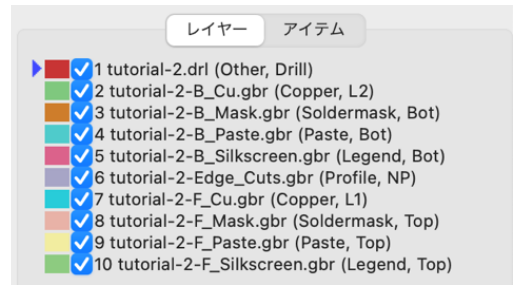 レイヤー アイテム
1 tutorial-2.drl (Other, Drill)
2 tutorial-2-B_Cu.gbr (Copper, L2)
3 tutorial-2-B_Mask.gbr (Soldermask, Bot)
4 tutorial-2-B_Paste.gbr (Paste, Bot)
5 tutorial-2-B_Silkscreen.gbr (Legend, Bot)
6 tutorial-2-Edge_Cuts.gbr (Profile, NP)
7 tutorial-2-F_Cu.gbr (Copper, L1)
8 tutorial-2-F_Mask.gbr (Soldermask, Top)
9 tutorial-2-F_Paste.gbr (Paste, Top)
10 tutorial-2-F_Silkscreen.gbr (Legend, Top)